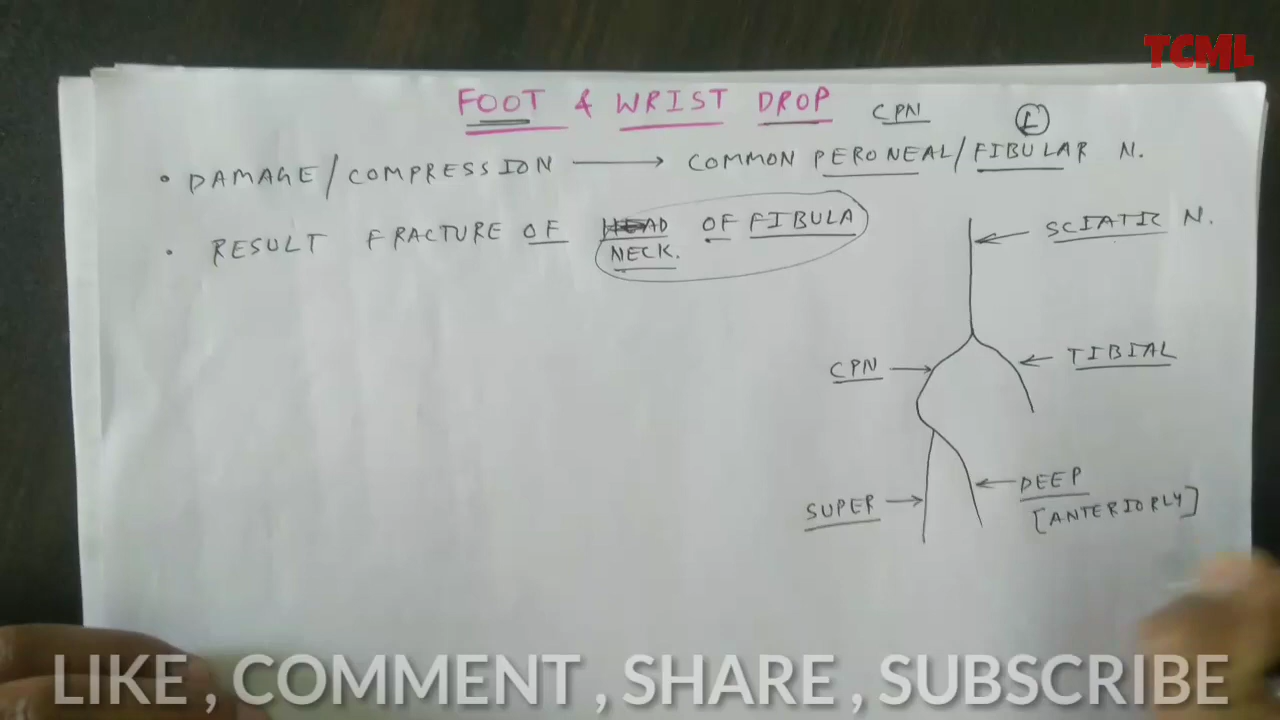 TCML
FOOT & WRIST DROP CPN
L
• DAMAGE/COMPRESSION → COMMON PERONEAL/FIBULAR N.
• RESULT FRACTURE OF HEAD OF FIBULA
NECK.
SCIATIC N.
CPN
TIBIAL
SUPER
DEEP
[ANTERIORLY]
LIKE , COMMENT , SHARE , SUBSCRIBE